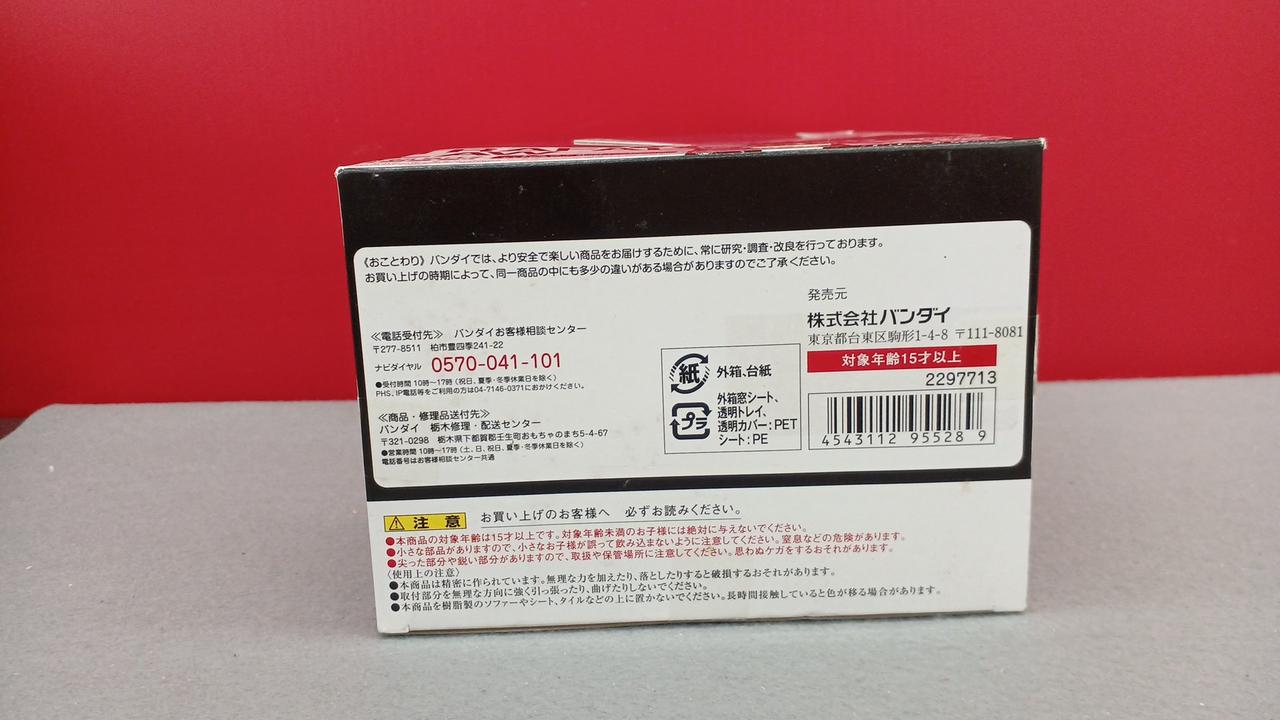 《おことわり》バンダイでは、より安全で楽しい商品をお届けするために、常に研究・調査・改良を行っております。
お買い上げの時期によって、同一商品の中にも多少の違いがある場合がありますのでご了承ください。
≪電話受付先≫ バンダイお客様相談センター
〒277-8511 柏市豊四季241-22
ナビダイヤル 0570-041-101
●受付時間 10時〜17時(祝日、夏季・冬季休業日を除く)
PHS、IP電話等をご利用の方は04-7146-0371におかけください。
≪商品・修理品送付先≫
バンダイ 栃木修理・配送センター
〒321-0298 栃木県下都賀郡壬生町おもちゃのまち5-4-67
●営業時間 10時〜17時(土、日、祝日、夏季・冬季休業日を除く)
電話番号はお客様相談センター共通
紙 外箱、台紙
プラ 外箱窓シート、
透明トレイ、
透明カバー:PET
シート:PE
発売元
株式会社バンダイ
東京都台東区駒形1-4-8 〒111-8081
対象年齢15才以上
2297713
4543112 95528 9
注意 お買い上げのお客様へ 必ずお読みください。
●本商品の対象年齢は15才以上です。対象年齢未満のお子様には絶対に与えないでください。
●小さな部品がありますので、小さなお子様が誤って飲み込まないように注意してください。窒息などの危険があります。
●尖った部分や鋭い部分がありますので、取扱や保管場所に注意してください。思わぬケガをするおそれがあります。
〈使用上の注意〉
●本商品は精密に作られています。無理な力を加えたり、落としたりすると破損するおそれがあります。
●取付部分を無理な方向に強く引っ張ったり、曲げたりしないでください。
●本商品を樹脂製のソファーやシート、タイルなどの上に置かないでください。長時間接触していると色が移る場合があります。